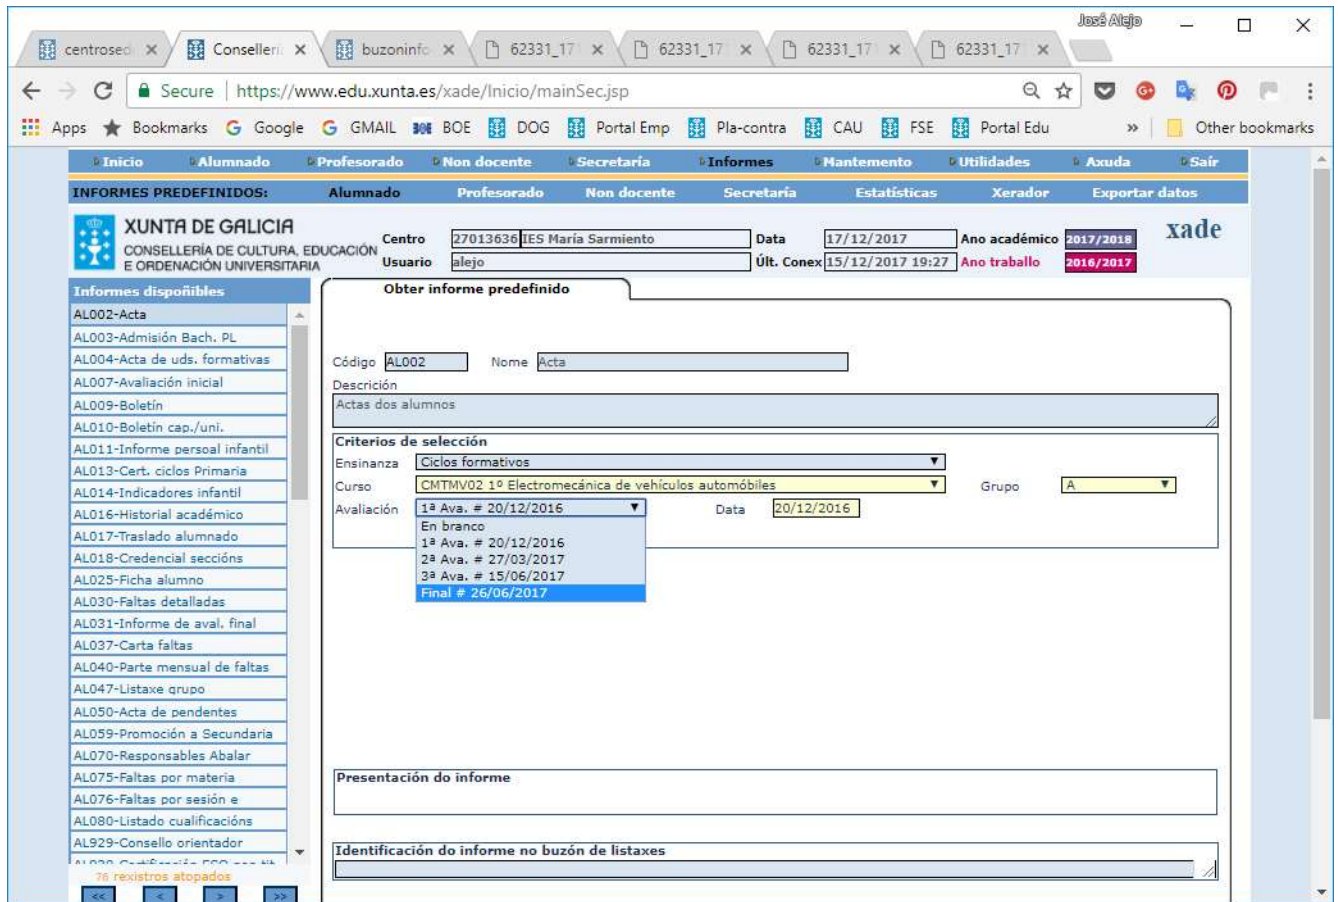 José Alejo
centrosed
Conselleri
buzoninfo
62331_17
62331_17
62331_17
62331_17
Secure | https://www.edu.xunta.es/xade/Inicio/mainSec.jsp
Apps Bookmarks Google GMAIL BOE DOG Portal Emp Pla-contra CAU FSE Portal Edu » Other bookmarks
Inicio Alumnado Profesorado Non docente Secretaría Informes Mantemento Utilidades Axuda Saír
INFORMES PREDEFINIDOS: Alumnado Profesorado Non docente Secretaría Estatísticas Xerador Exportar datos
XUNTA DE GALICIA
CONSELLERÍA DE CULTURA, EDUCACIÓN
E ORDENACIÓN UNIVERSITARIA
Centro 27013636 IES María Sarmiento Data 17/12/2017 Ano académico 2017/2018
Usuario alejo Últ. Conex 15/12/2017 19:27 Ano traballo 2016/2017
xade
Informes dispoñibles
AL002-Acta
AL003-Admisión Bach. PL
AL004-Acta de uds. formativas
AL007-Avaliación inicial
AL009-Boletín
AL010-Boletín cap./uni.
AL011-Informe persoal infantil
AL013-Cert. ciclos Primaria
AL014-Indicadores infantil
AL016-Historial académico
AL017-Traslado alumnado
AL018-Credencial seccións
AL025-Ficha alumno
AL030-Faltas detalladas
AL031-Informe de aval. final
AL037-Carta faltas
AL040-Parte mensual de faltas
AL047-Listaxe grupo
AL050-Acta de pendentes
AL059-Promoción a Secundaria
AL070-Responsables Abalar
AL075-Faltas por materia
AL076-Faltas por sesión e
AL080-Listado cualificacións
AL929-Consello orientador
76 rexistros atopados
<< < > >>
Obter informe predefinido
Código AL002 Nome Acta
Descrición
Actas dos alumnos
Criterios de selección
Ensinanza Ciclos formativos
Curso CMTMV02 1º Electromecánica de vehículos automóbiles Grupo A
Avaliación 1ª Ava. # 20/12/2016 Data 20/12/2016
En branco
1ª Ava. # 20/12/2016
2ª Ava. # 27/03/2017
3ª Ava. # 15/06/2017
Final # 26/06/2017
Presentación do informe
Identificación do informe no buzón de listaxes